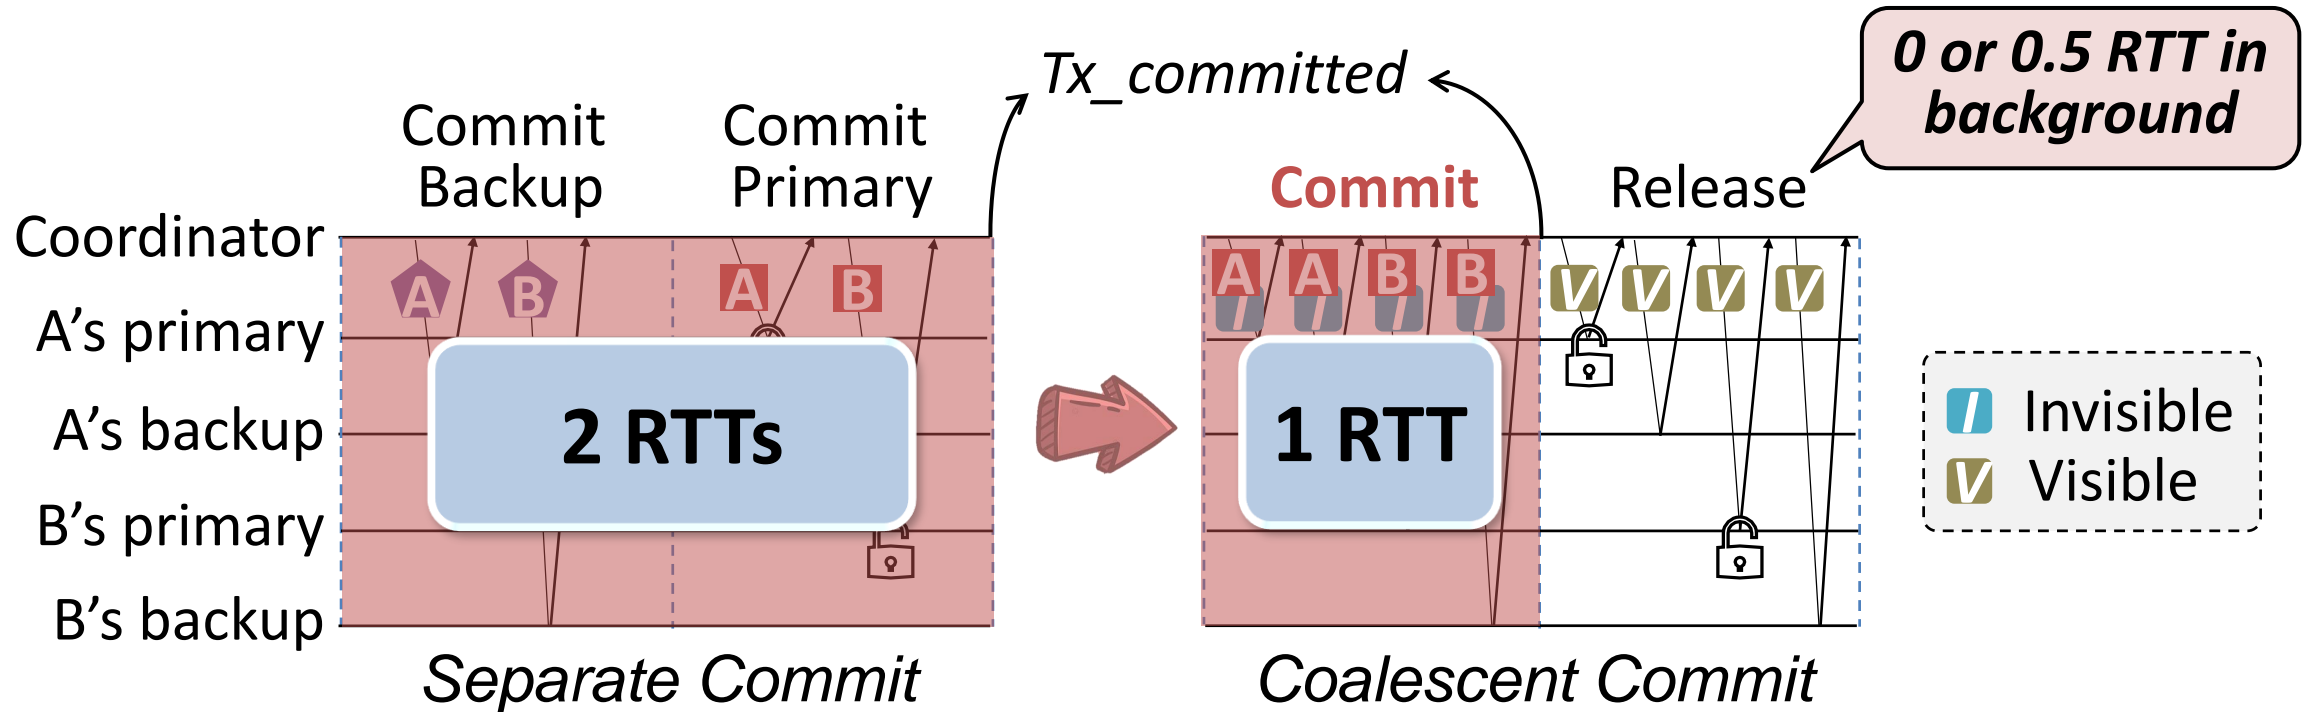 0 or 0.5 RTT in
background
Tx_committed
Commit
Backup
Commit
Primary
Commit
Release
Coordinator
A B A B
A A B B
I I I I
V V V V
A's primary
A's backup
B's primary
B's backup
2 RTTs
1 RTT
I Invisible
V Visible
Separate Commit
Coalescent Commit